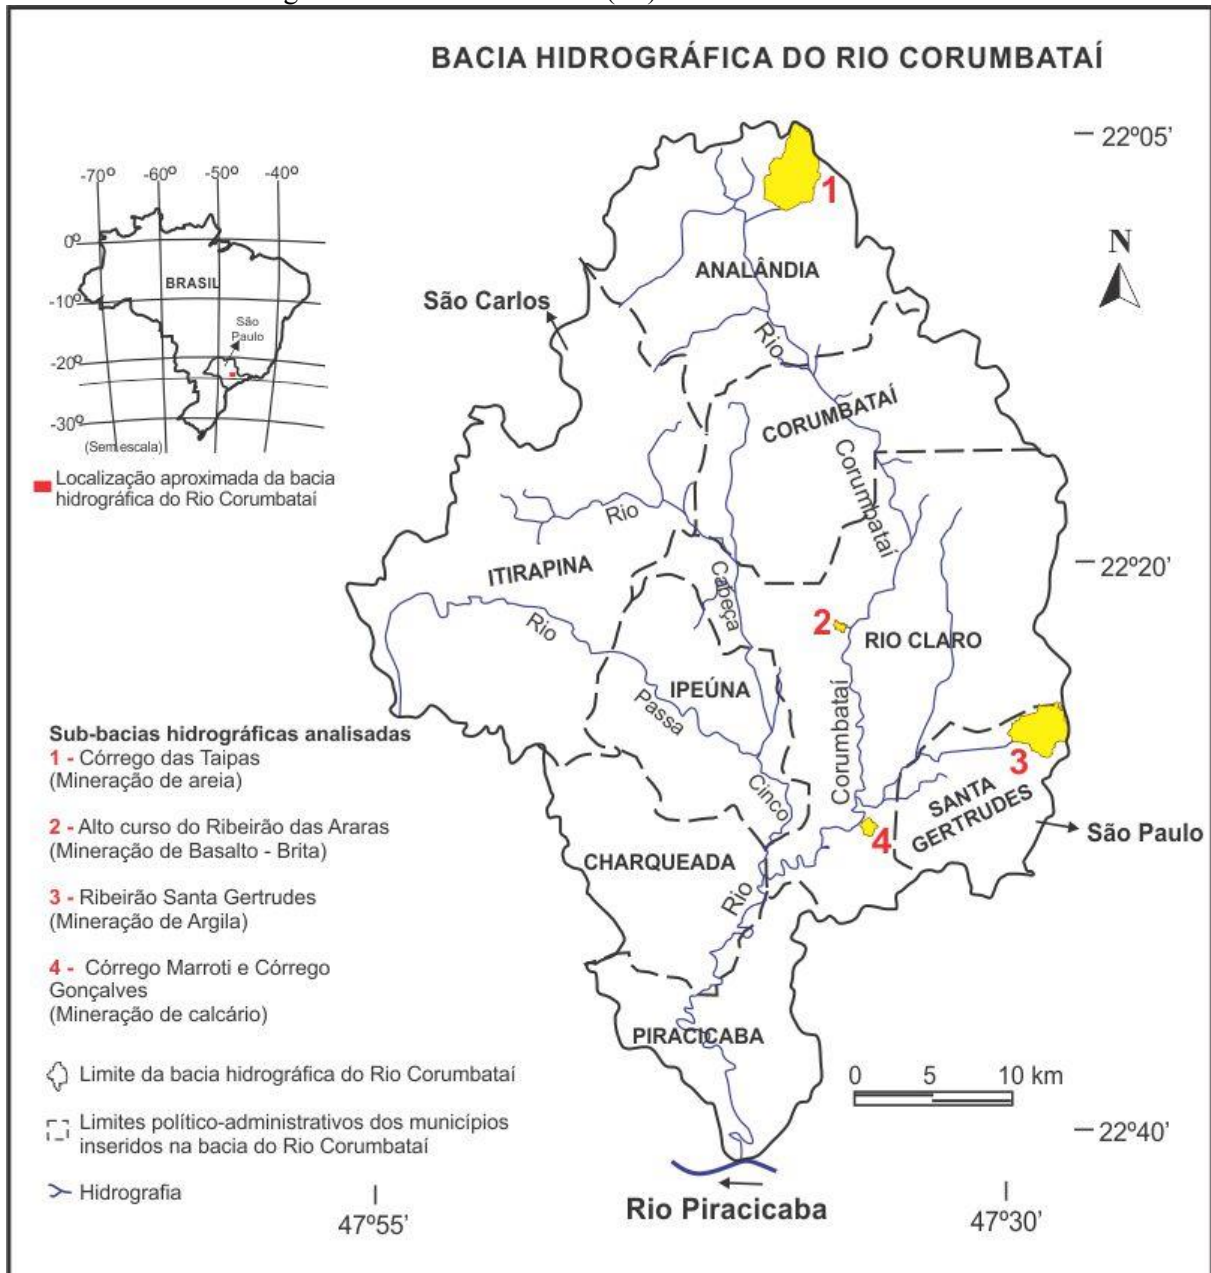 BACIA HIDROGRÁFICA DO RIO CORUMBATAÍ
22º05'
-70º -60º -50º -40º
0º
-10º
-20º
-30º
BRASIL
São
Paulo
(Sem escala)
Localização aproximada da bacia
hidrográfica do Rio Corumbataí
N
1
ANALÂNDIA
São Carlos
Rio
CORUMBATAÍ
Corumbataí
Rio
ITIRAPINA
Cabeça
22º20'
2
RIO CLARO
Rio
IPEÚNA
Passa
Corumbataí
Cinco
3
SANTA
GERTRUDES
São Paulo
4
CHARQUEADA
Rio
PIRACICABA
Sub-bacias hidrográficas analisadas
1 - Córrego das Taipas
(Mineração de areia)
2 - Alto curso do Ribeirão das Araras
(Mineração de Basalto - Brita)
3 - Ribeirão Santa Gertrudes
(Mineração de Argila)
4 - Córrego Marroti e Córrego
Gonçalves
(Mineração de calcário)
Limite da bacia hidrográfica do Rio Corumbataí
Limites político-administrativos dos municípios
inseridos na bacia do Rio Corumbataí
Hidrografia
0 5 10 km
22º40'
47º55'
Rio Piracicaba
47º30'